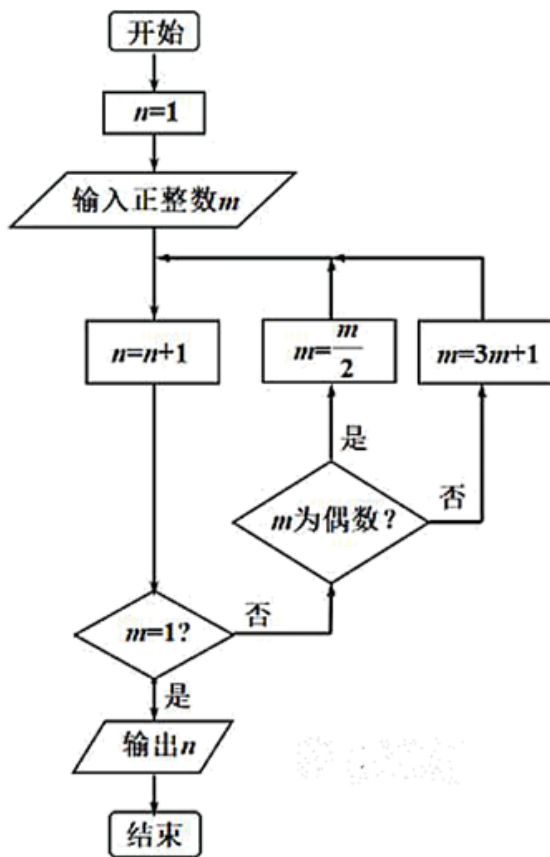 开始
n=1
输入正整数m
n=n+1
m=m/2
m=3m+1
是
m为偶数?
否
m=1?
否
是
输出n
结束